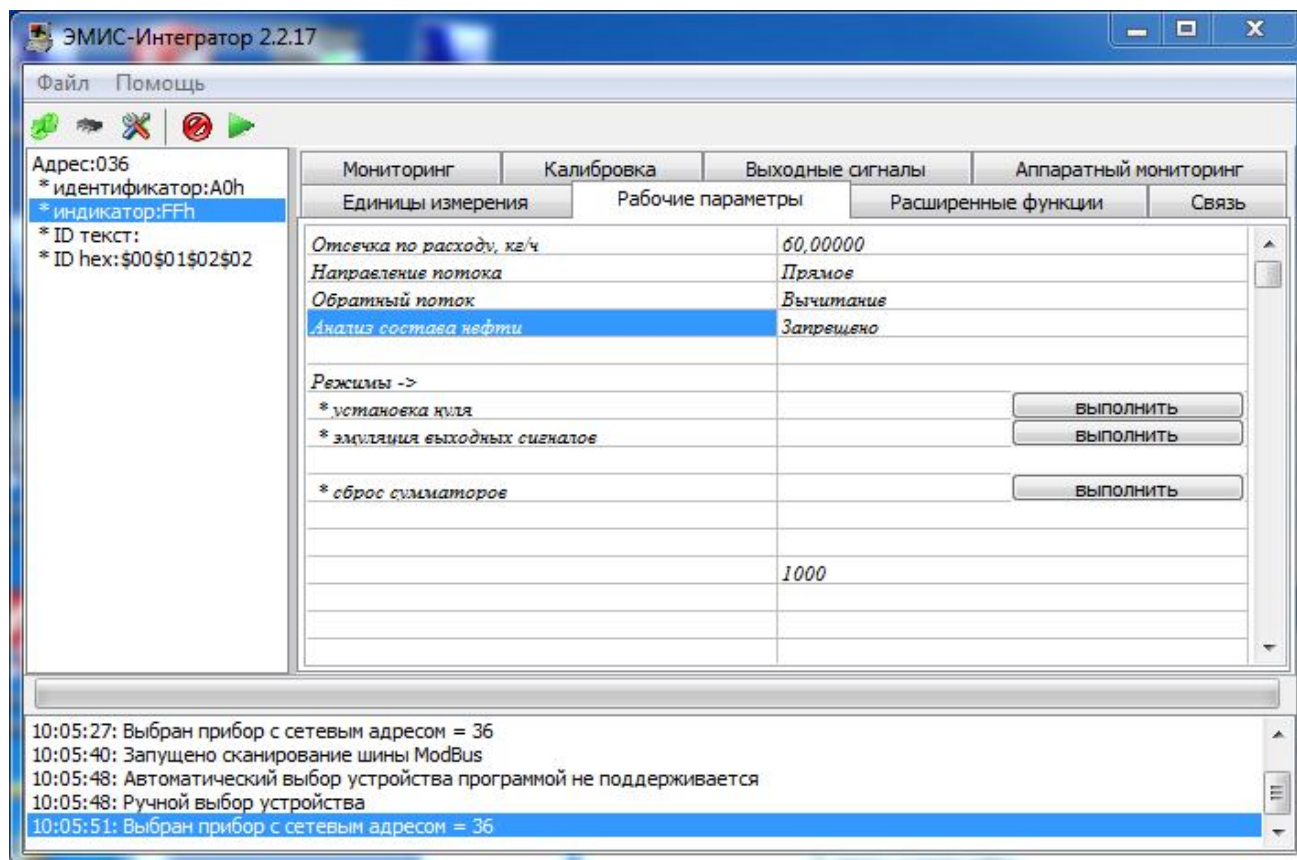 ЭМИС-Интегратор 2.2.17
Файл Помощь
Адрес:036
* идентификатор:A0h
* индикатор:FFh
* ID текст:
* ID hex:$00$01$02$02
Мониторинг Калибровка Выходные сигналы Аппаратный мониторинг
Единицы измерения Рабочие параметры Расширенные функции Связь
Отсечка по расходу, кг/ч 60,00000
Направление потока Прямое
Обратный поток Вычитание
Анализ состава нефти Запрещено
Режимы ->
* установка нуля выполнить
* эмуляция выходных сигналов выполнить
* сброс сумматоров выполнить
1000
10:05:27: Выбран прибор с сетевым адресом = 36
10:05:40: Запущено сканирование шины ModBus
10:05:48: Автоматический выбор устройства программой не поддерживается
10:05:48: Ручной выбор устройства
10:05:51: Выбран прибор с сетевым адресом = 36